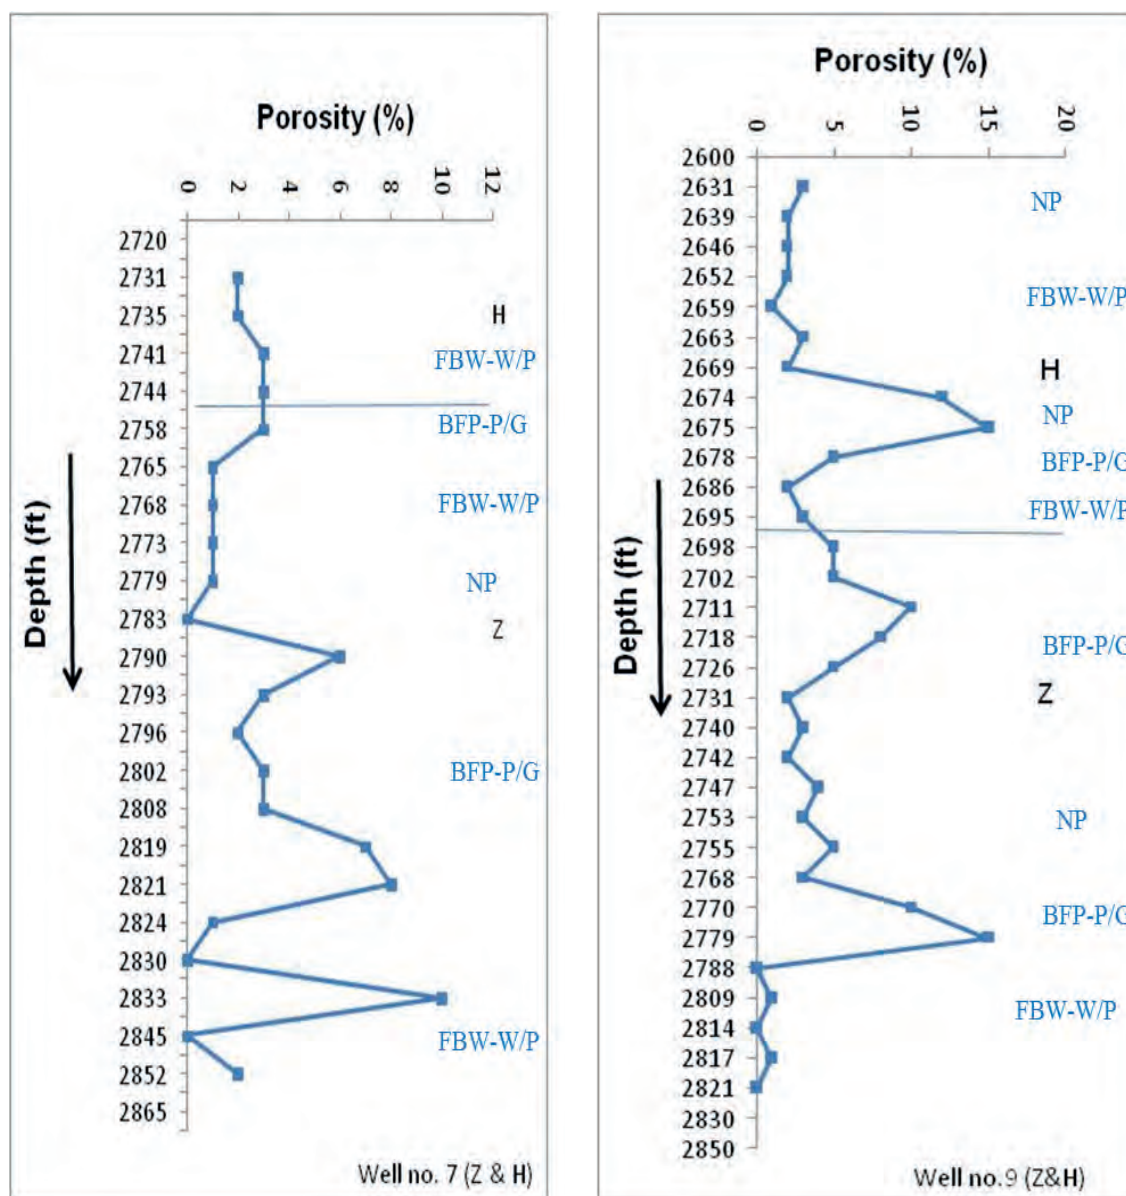 Porosity (%)
0 2 4 6 8 10 12
Depth (ft)
2720
2731
2735 H
2741 FBW-W/P
2744
2758 BFP-P/G
2765
2768 FBW-W/P
2773
2779 NP
2783 Z
2790
2793
2796
2802 BFP-P/G
2808
2819
2821
2824
2830
2833
2845 FBW-W/P
2852
2865
Well no. 7 (Z & H)
Porosity (%)
0 5 10 15 20
Depth (ft)
2600
2631 NP
2639
2646
2652
2659 FBW-W/P
2663
2669 H
2674
2675 NP
2678 BFP-P/G
2686
2695 FBW-W/P
2698
2702
2711
2718 BFP-P/G
2726
2731 Z
2740
2742
2747
2753 NP
2755
2768
2770 BFP-P/G
2779
2788
2809 FBW-W/P
2814
2817
2821
2830
2850
Well no.9 (Z&H)